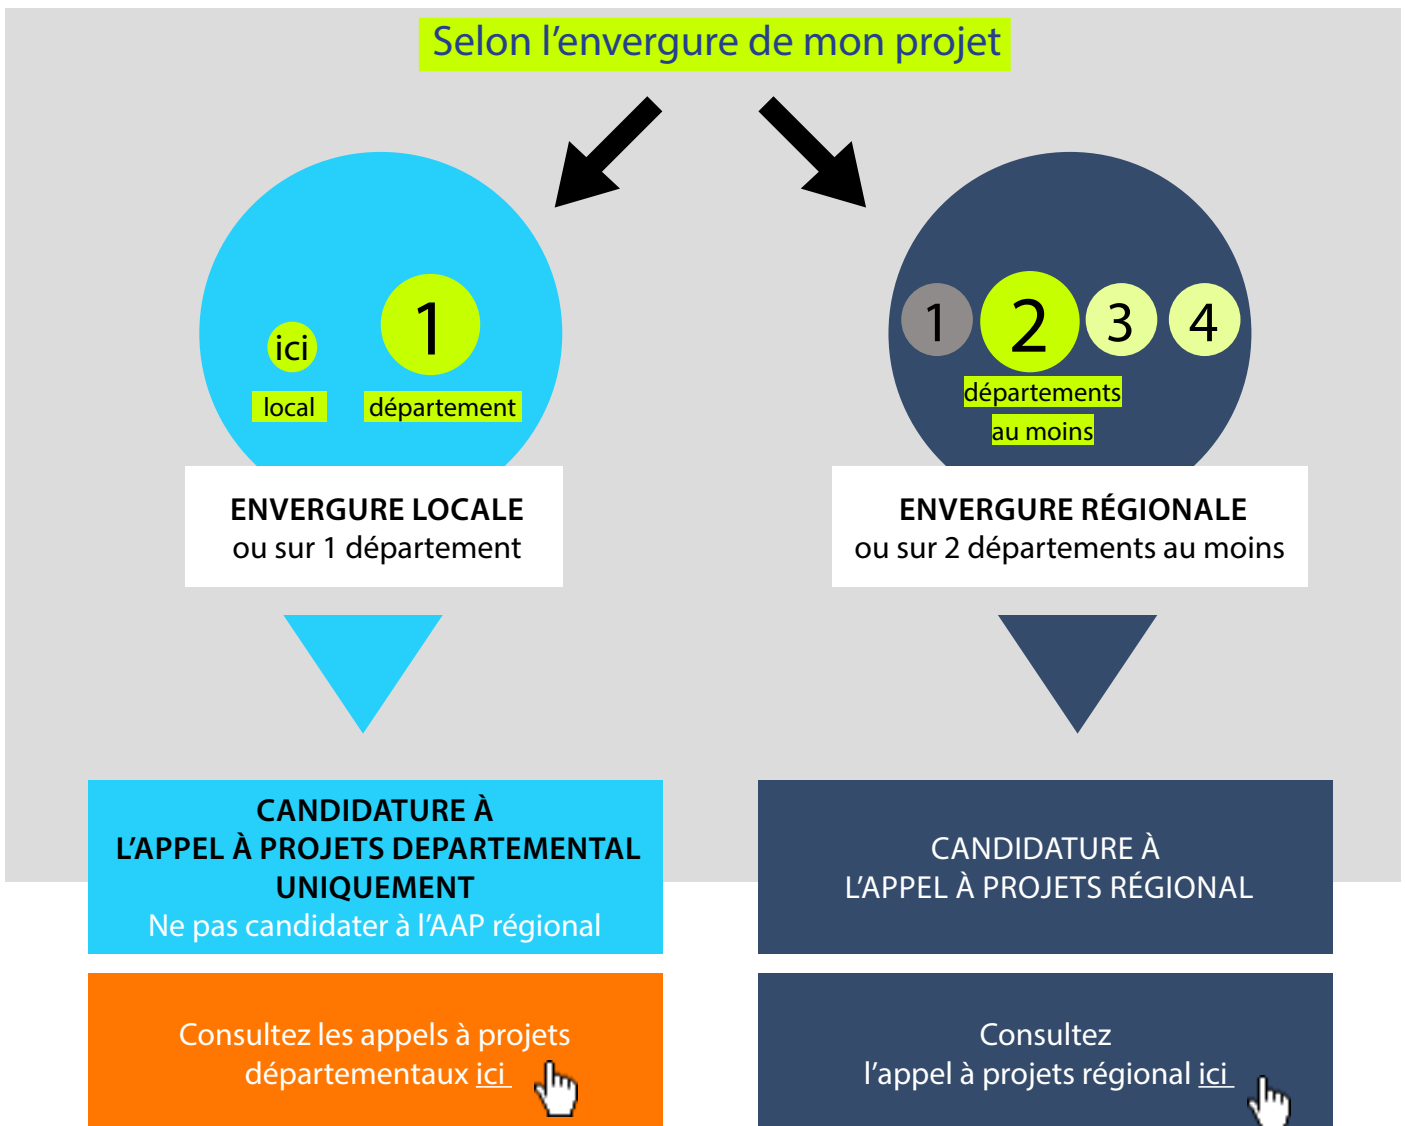 Selon l'envergure de mon projet
ici
1
local
département
1
2
3
4
départements
au moins
ENVERGURE LOCALE
ou sur 1 département
ENVERGURE RÉGIONALE
ou sur 2 départements au moins
CANDIDATURE À
L'APPEL À PROJETS DEPARTEMENTAL
UNIQUEMENT
Ne pas candidater à l'AAP régional
CANDIDATURE À
L'APPEL À PROJETS RÉGIONAL
Consultez les appels à projets
départementaux ici
Consultez
l'appel à projets régional ici